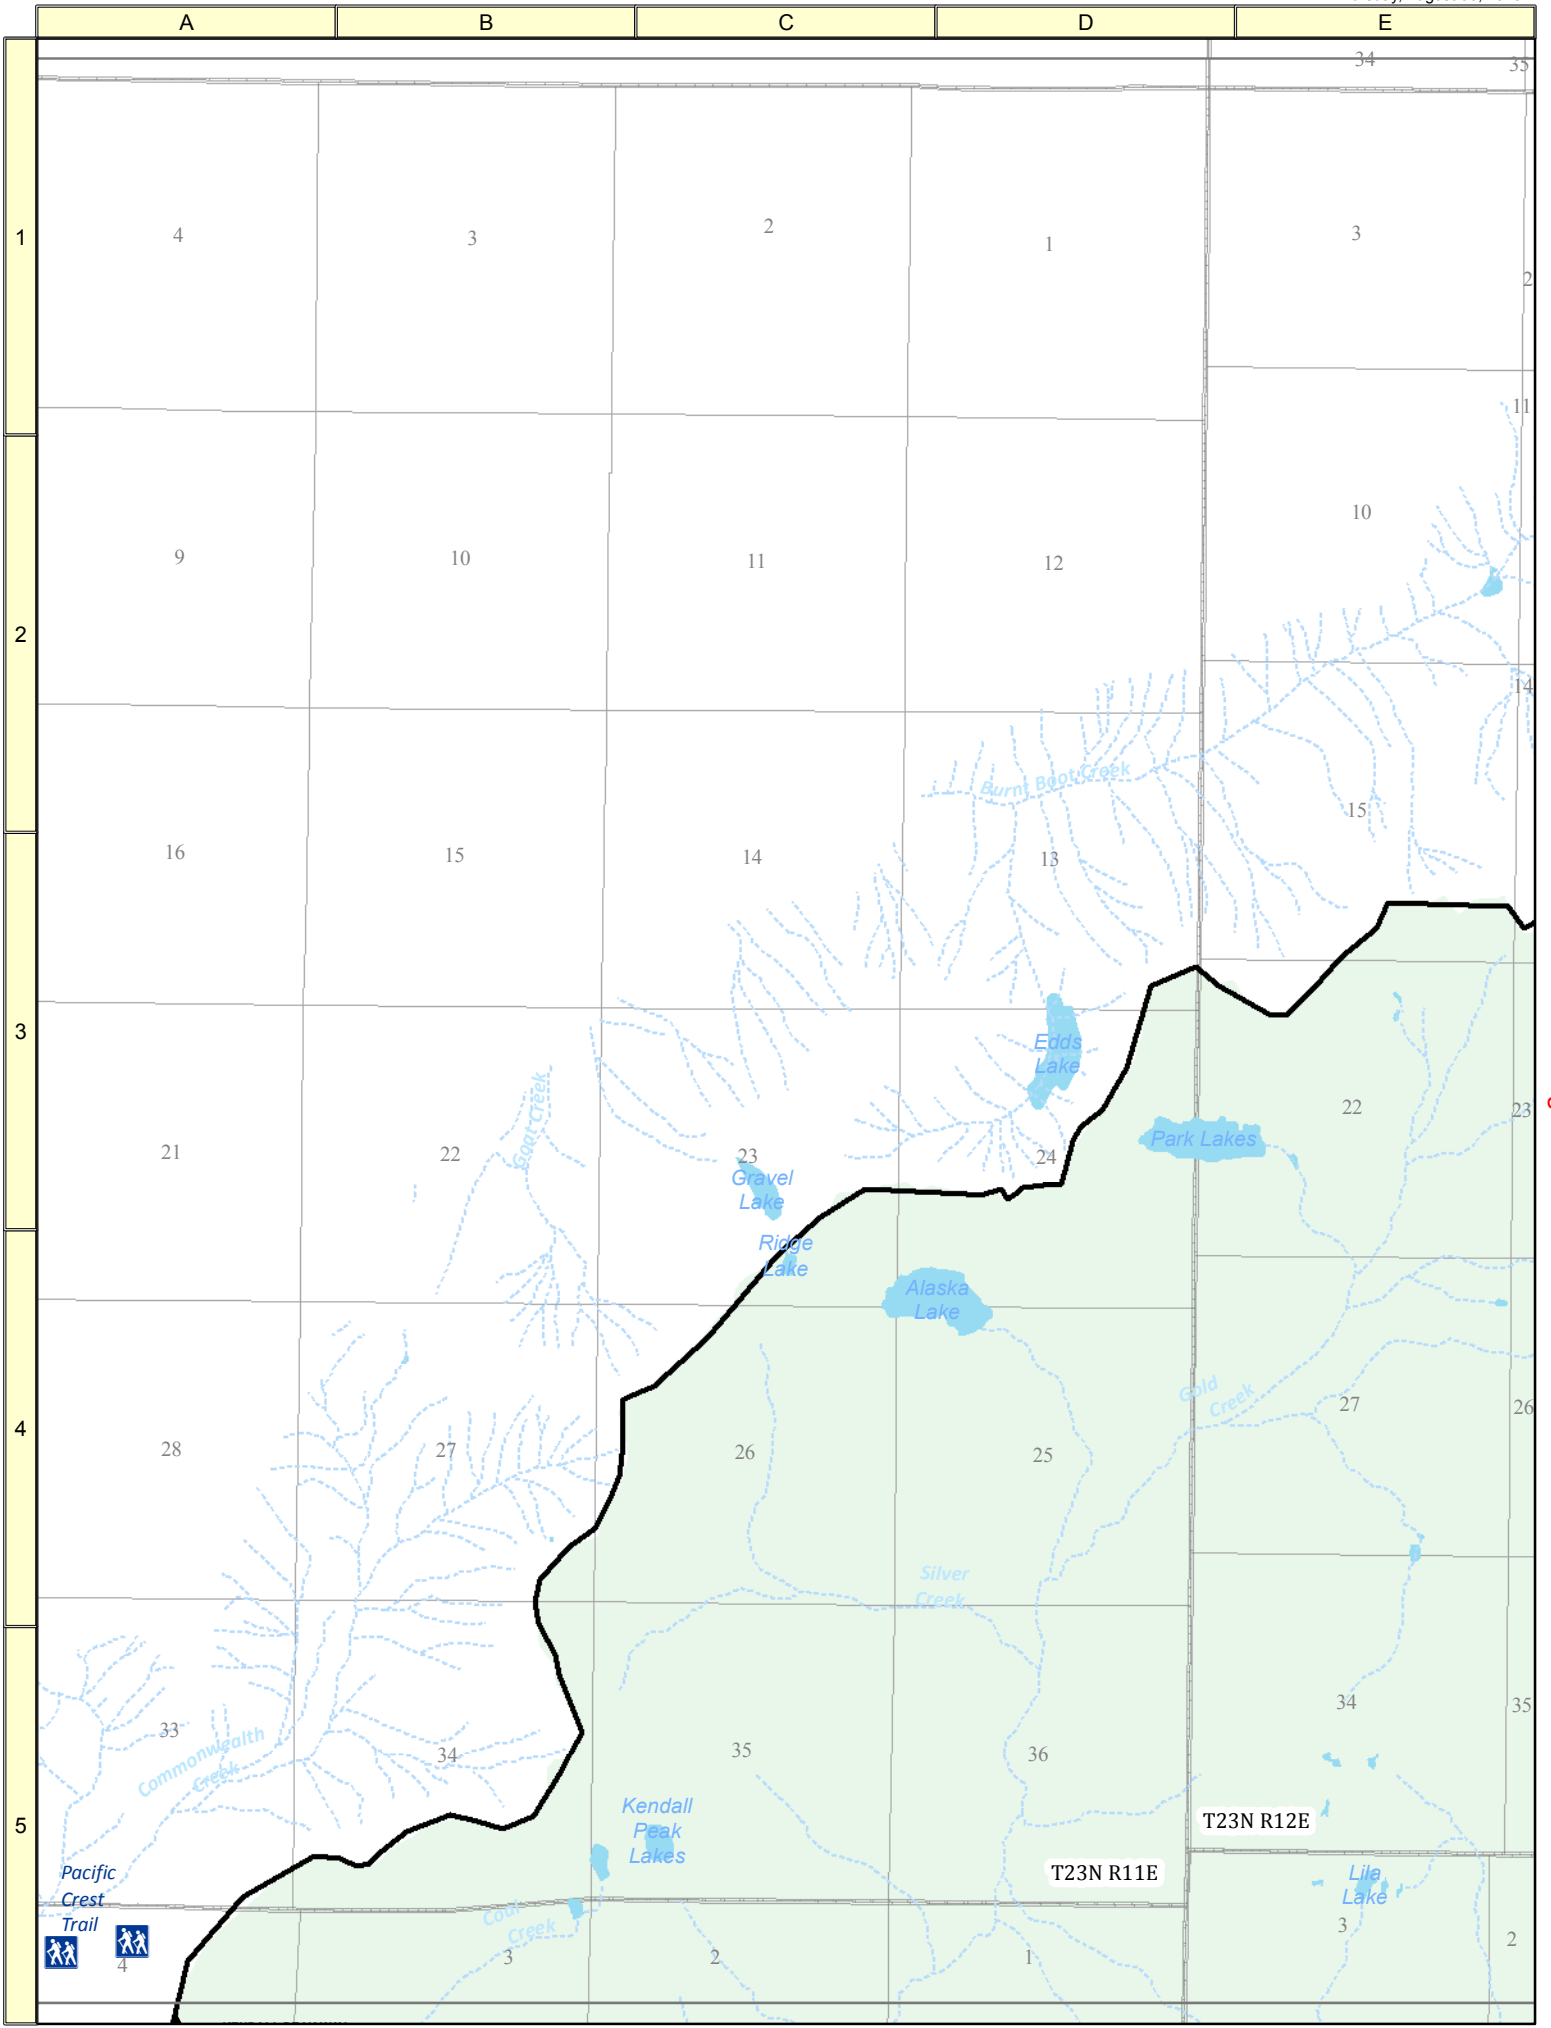 A B C D E
34 35
1
4 3 2 1 3
2
11
10
9 10 11 12
2
14
Burnt Boot Creek
15
16 15 14 13
3
Edds
Lake
22 23
Park Lakes
Goat Creek
21 22 23 24
Gravel
Lake
Ridge
Lake
Alaska
Lake
Gold
Creek
27 26
4
28 27 26 25
Silver
Creek
34 35
33 34 35 36
Commonwealth
Creek
Kendall
Peak
Lakes
5
T23N R12E
T23N R11E
Pacific
Crest
Trail
Lila
Lake
Coal
Creek
4 3 2 1 3 2